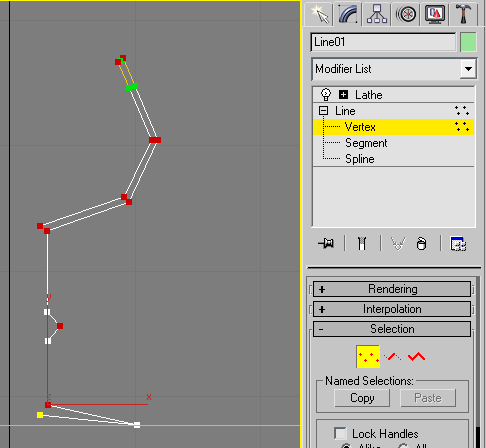 Line01
Modifier List
Lathe
Line
Vertex
Segment
Spline
y
x
+ Rendering
+ Interpolation
- Selection
Named Selections:
Copy Paste
Lock Handles
Alike All